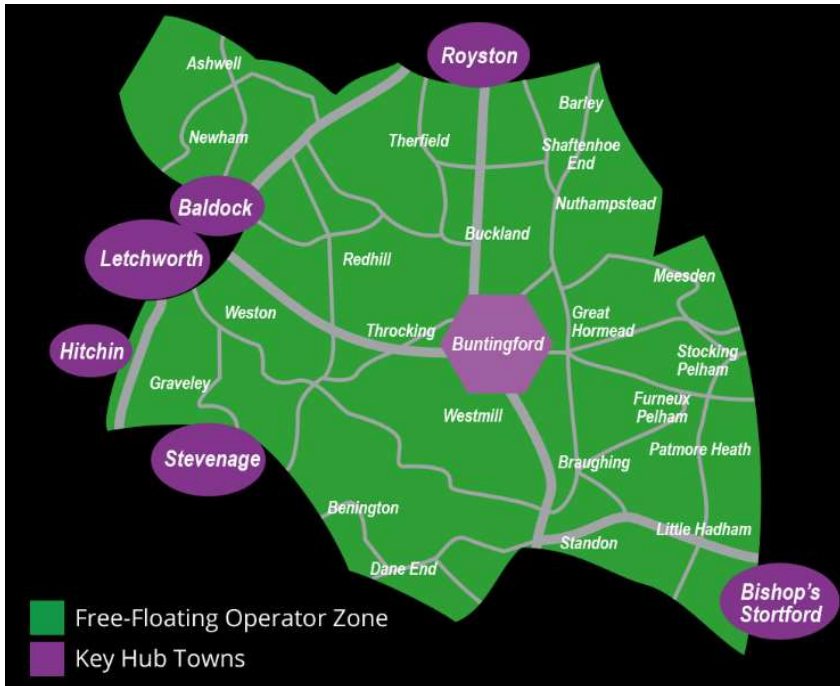 Royston
Ashwell
Barley
Newham
Therfield
Shaftenhoe
End
Baldock
Nuthampstead
Buckland
Letchworth
Redhill
Meesden
Weston
Great
Hormead
Throcking
Buntingford
Hitchin
Stocking
Pelham
Graveley
Furneux
Pelham
Westmill
Patmore Heath
Stevenage
Braughing
Benington
Little Hadham
Standon
Dane End
Bishop's
Stortford
Free-Floating Operator Zone
Key Hub Towns